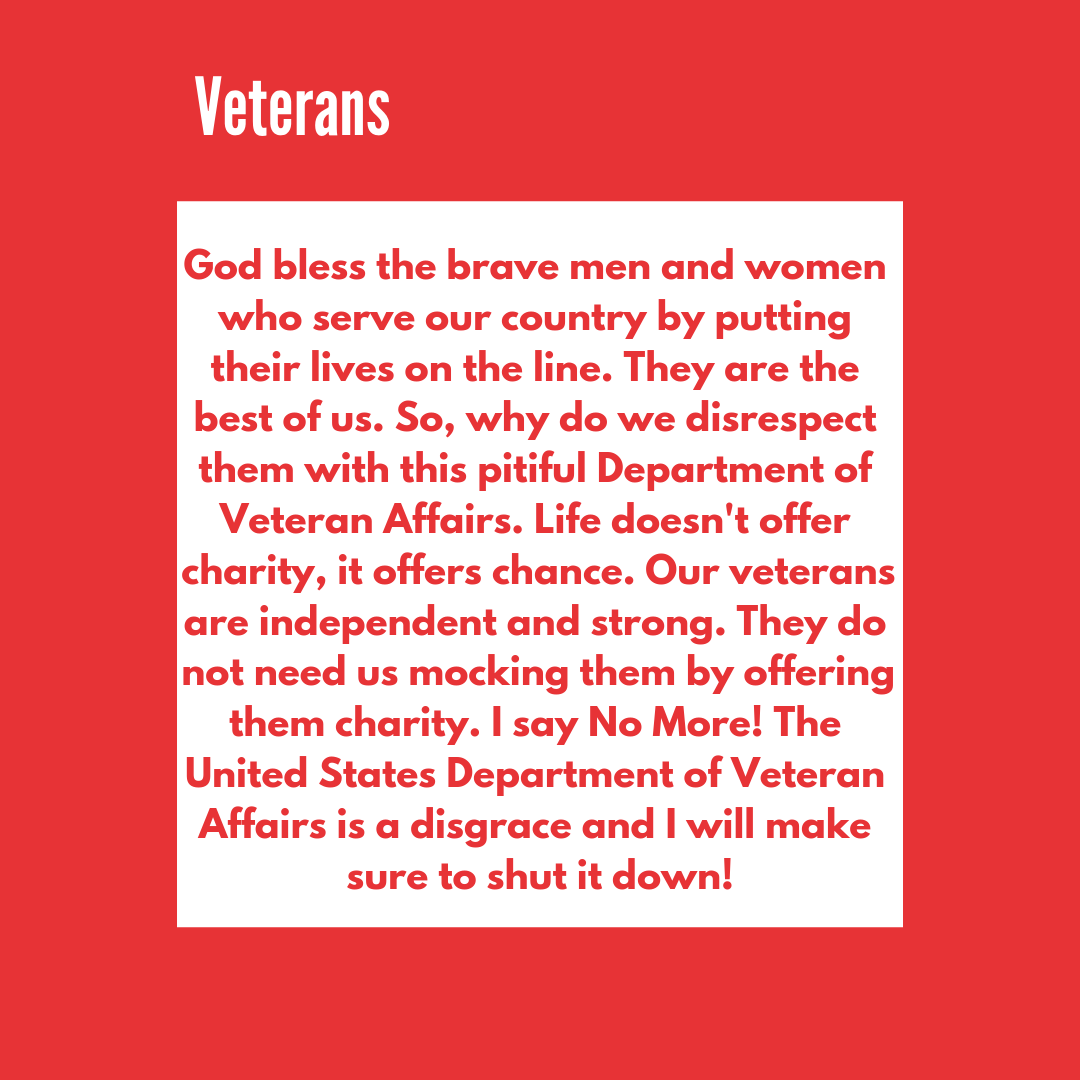 Veterans
God bless the brave men and women
who serve our country by putting
their lives on the line. They are the
best of us. So, why do we disrespect
them with this pitiful Department of
Veteran Affairs. Life doesn't offer
charity, it offers chance. Our veterans
are independent and strong. They do
not need us mocking them by offering
them charity. I say No More! The
United States Department of Veteran
Affairs is a disgrace and I will make
sure to shut it down!